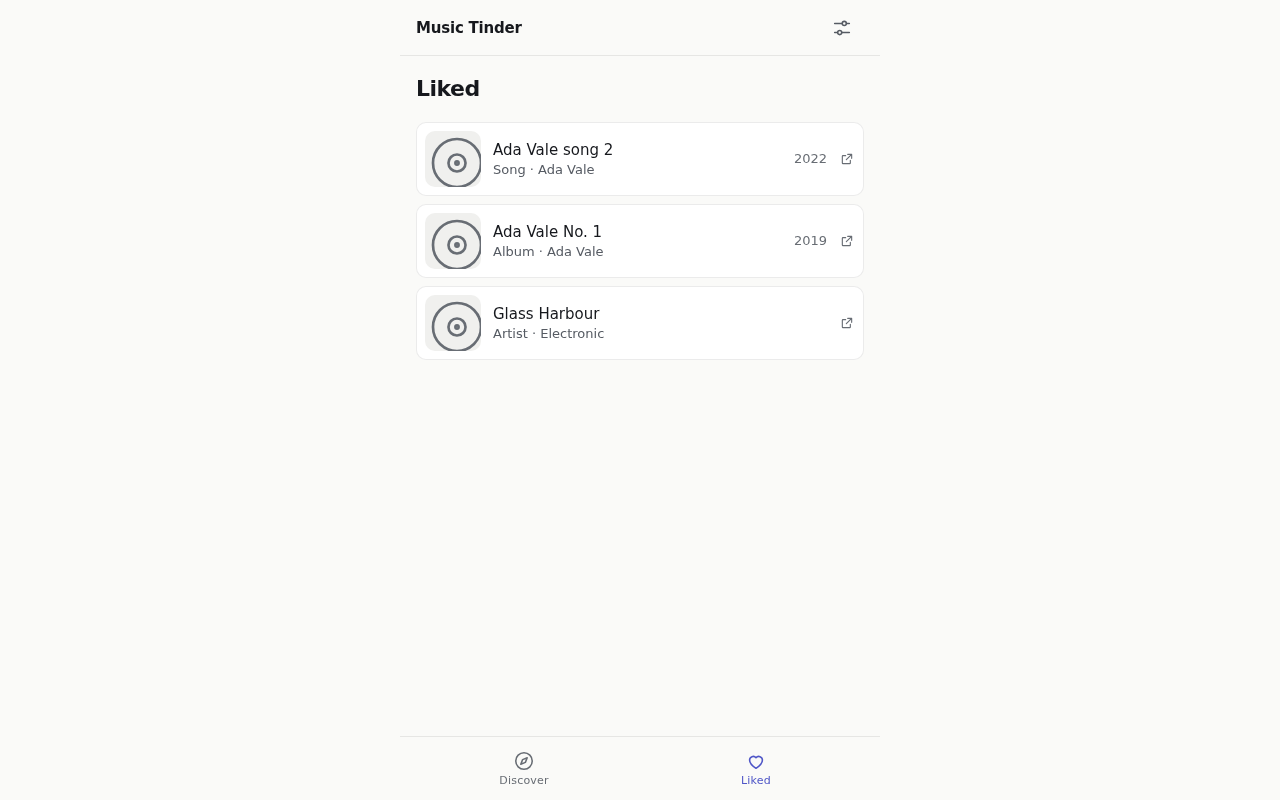 Music Tinder
Liked
Ada Vale song 2
Song · Ada Vale
2022
Ada Vale No. 1
Album · Ada Vale
2019
Glass Harbour
Artist · Electronic
Discover
Liked